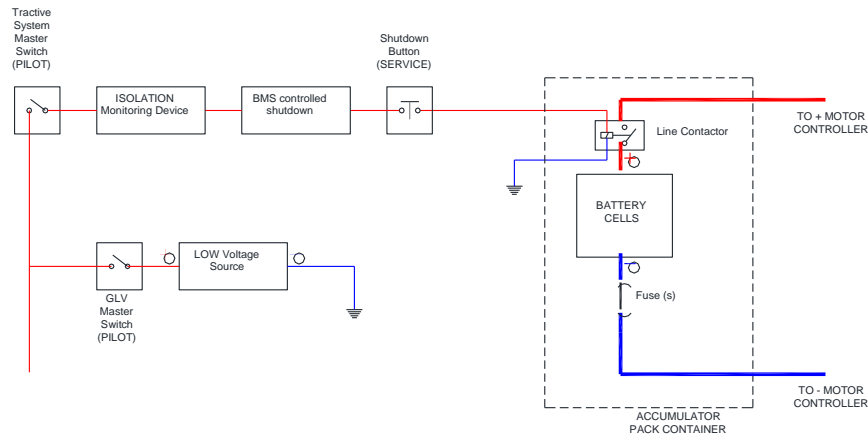 Tractive
System
Master
Switch
(PILOT)
ISOLATION
Monitoring Device
BMS controlled
shutdown
Shutdown
Button
(SERVICE)
Line Contactor
TO + MOTOR
CONTROLLER
BATTERY
CELLS
LOW Voltage
Source
GLV
Master
Switch
(PILOT)
Fuse (s)
TO - MOTOR
CONTROLLER
ACCUMULATOR
PACK CONTAINER